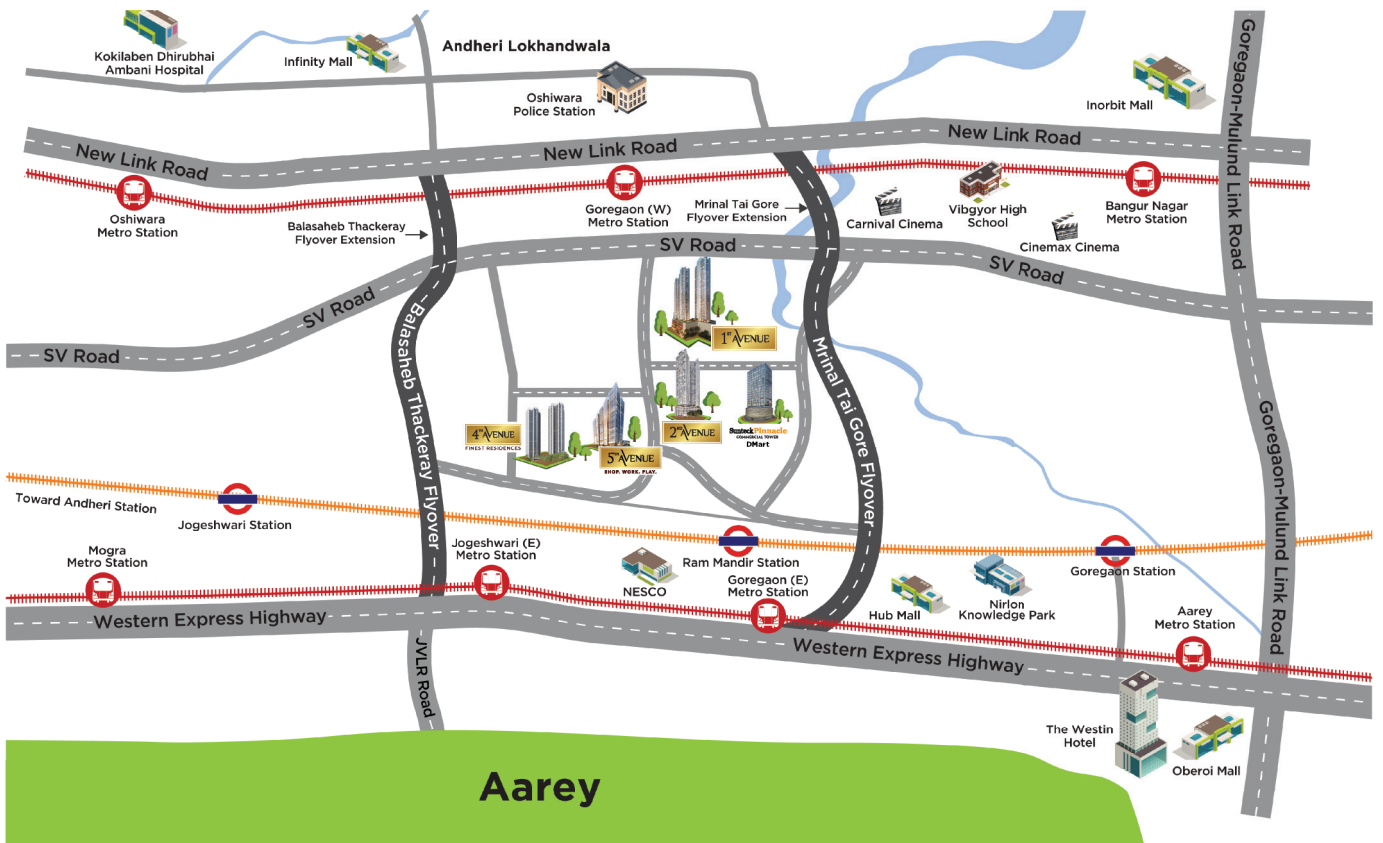 Kokilaben Dhirubhai
Ambani Hospital
Infinity Mall
Andheri Lokhandwala
Oshiwara
Police Station
Inorbit Mall
Goregaon-Mulund Link Road
New Link Road
New Link Road
New Link Road
Oshiwara
Metro Station
Balasaheb Thackeray
Flyover Extension
Goregaon (W)
Metro Station
Mrinal Tai Gore
Flyover Extension
Carnival Cinema
Vibgyor High
School
Cinemax Cinema
Bangur Nagar
Metro Station
SV Road
SV Road
SV Road
SV Road
1ST AVENUE
2ND AVENUE
Sunteck Pinnacle
COMMERCIAL TOWER
DMart
4TH AVENUE
FINEST RESIDENCES
5TH AVENUE
SHOP. WORK. PLAY.
Balasaheb Thackeray Flyover
Mrinal Tai Gore Flyover
Goregaon-Mulund Link Road
Toward Andheri Station
Jogeshwari Station
Ram Mandir Station
Goregaon Station
Mogra
Metro Station
Jogeshwari (E)
Metro Station
NESCO
Goregaon (E)
Metro Station
Hub Mall
Nirlon
Knowledge Park
Aarey
Metro Station
Western Express Highway
Western Express Highway
JVLR Road
The Westin
Hotel
Oberoi Mall
Aarey